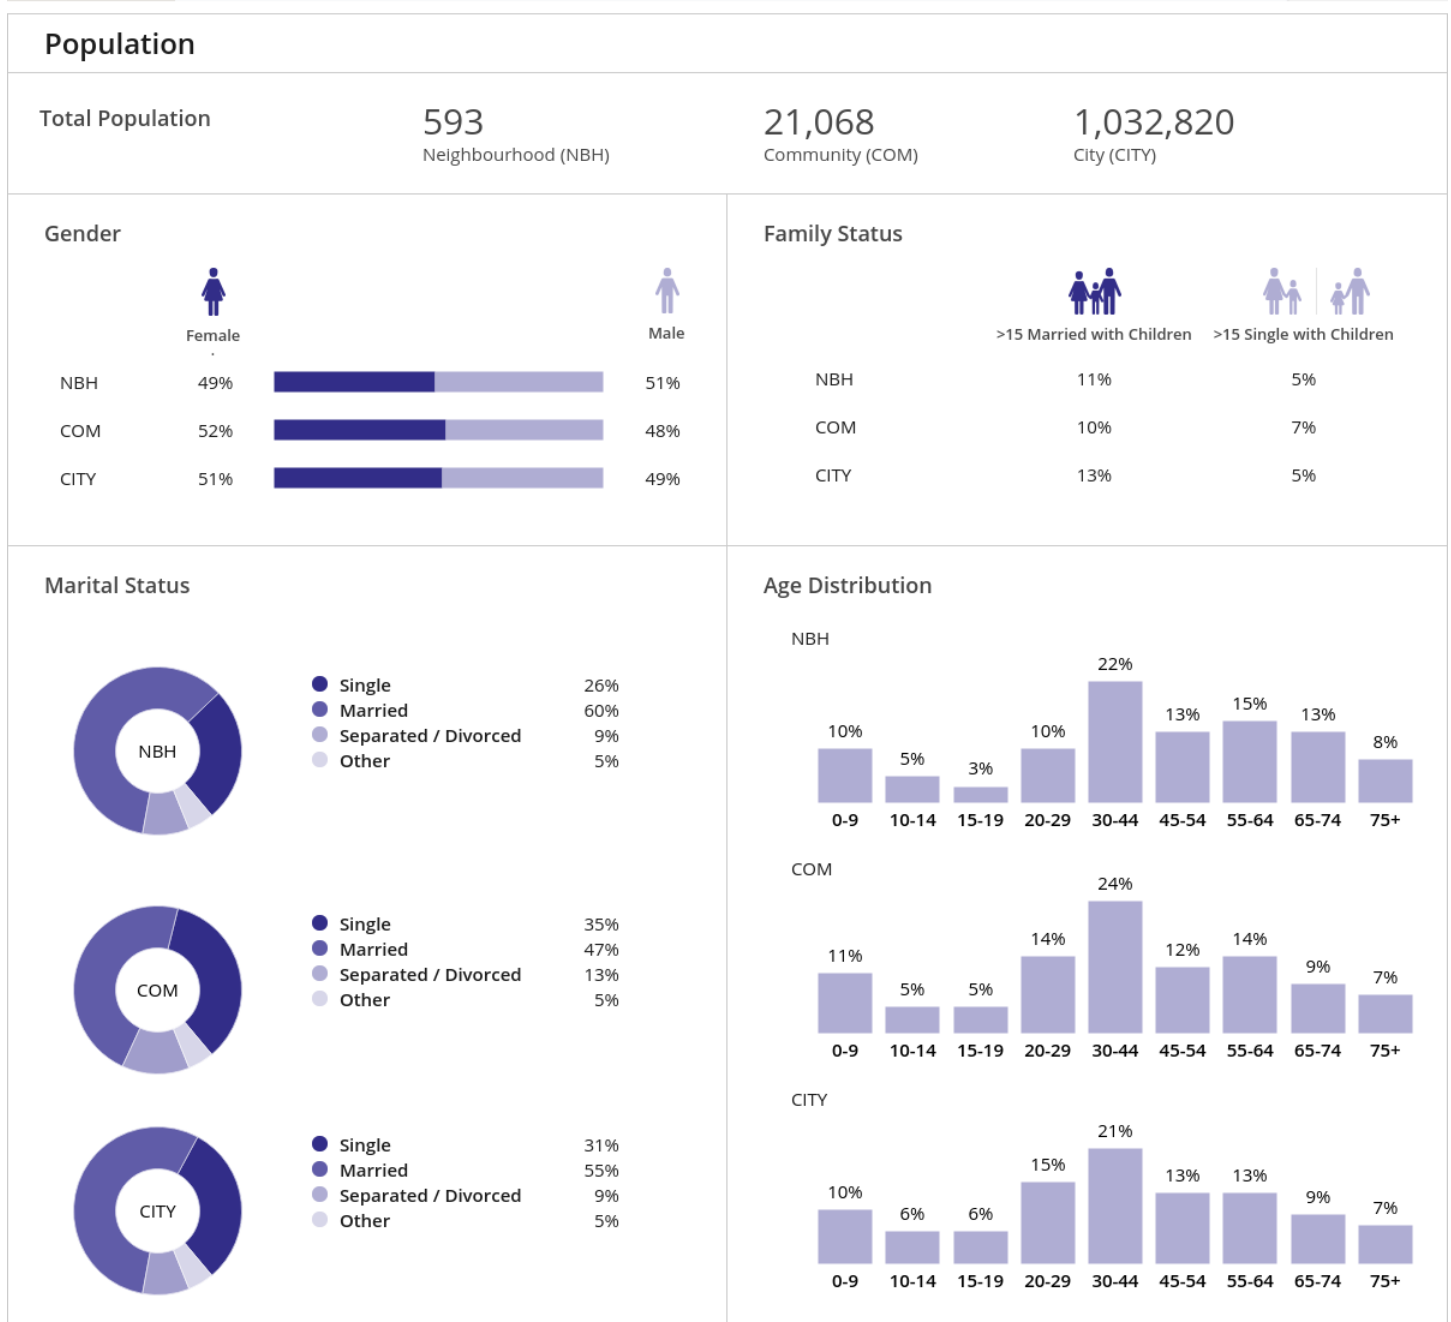 Population
Total Population
593
21,068
1,032,820
Neighbourhood (NBH)
Community (COM)
City (CITY)
Gender
Female
Male
NBH 49% 51%
COM 52% 48%
CITY 51% 49%
Family Status
>15 Married with Children >15 Single with Children
NBH 11% 5%
COM 10% 7%
CITY 13% 5%
Marital Status
NBH
Single 26%
Married 60%
Separated / Divorced 9%
Other 5%
COM
Single 35%
Married 47%
Separated / Divorced 13%
Other 5%
CITY
Single 31%
Married 55%
Separated / Divorced 9%
Other 5%
Age Distribution
NBH
10% 5% 3% 10% 22% 13% 15% 13% 8%
0-9 10-14 15-19 20-29 30-44 45-54 55-64 65-74 75+
COM
11% 5% 5% 14% 24% 12% 14% 9% 7%
0-9 10-14 15-19 20-29 30-44 45-54 55-64 65-74 75+
CITY
10% 6% 6% 15% 21% 13% 13% 9% 7%
0-9 10-14 15-19 20-29 30-44 45-54 55-64 65-74 75+